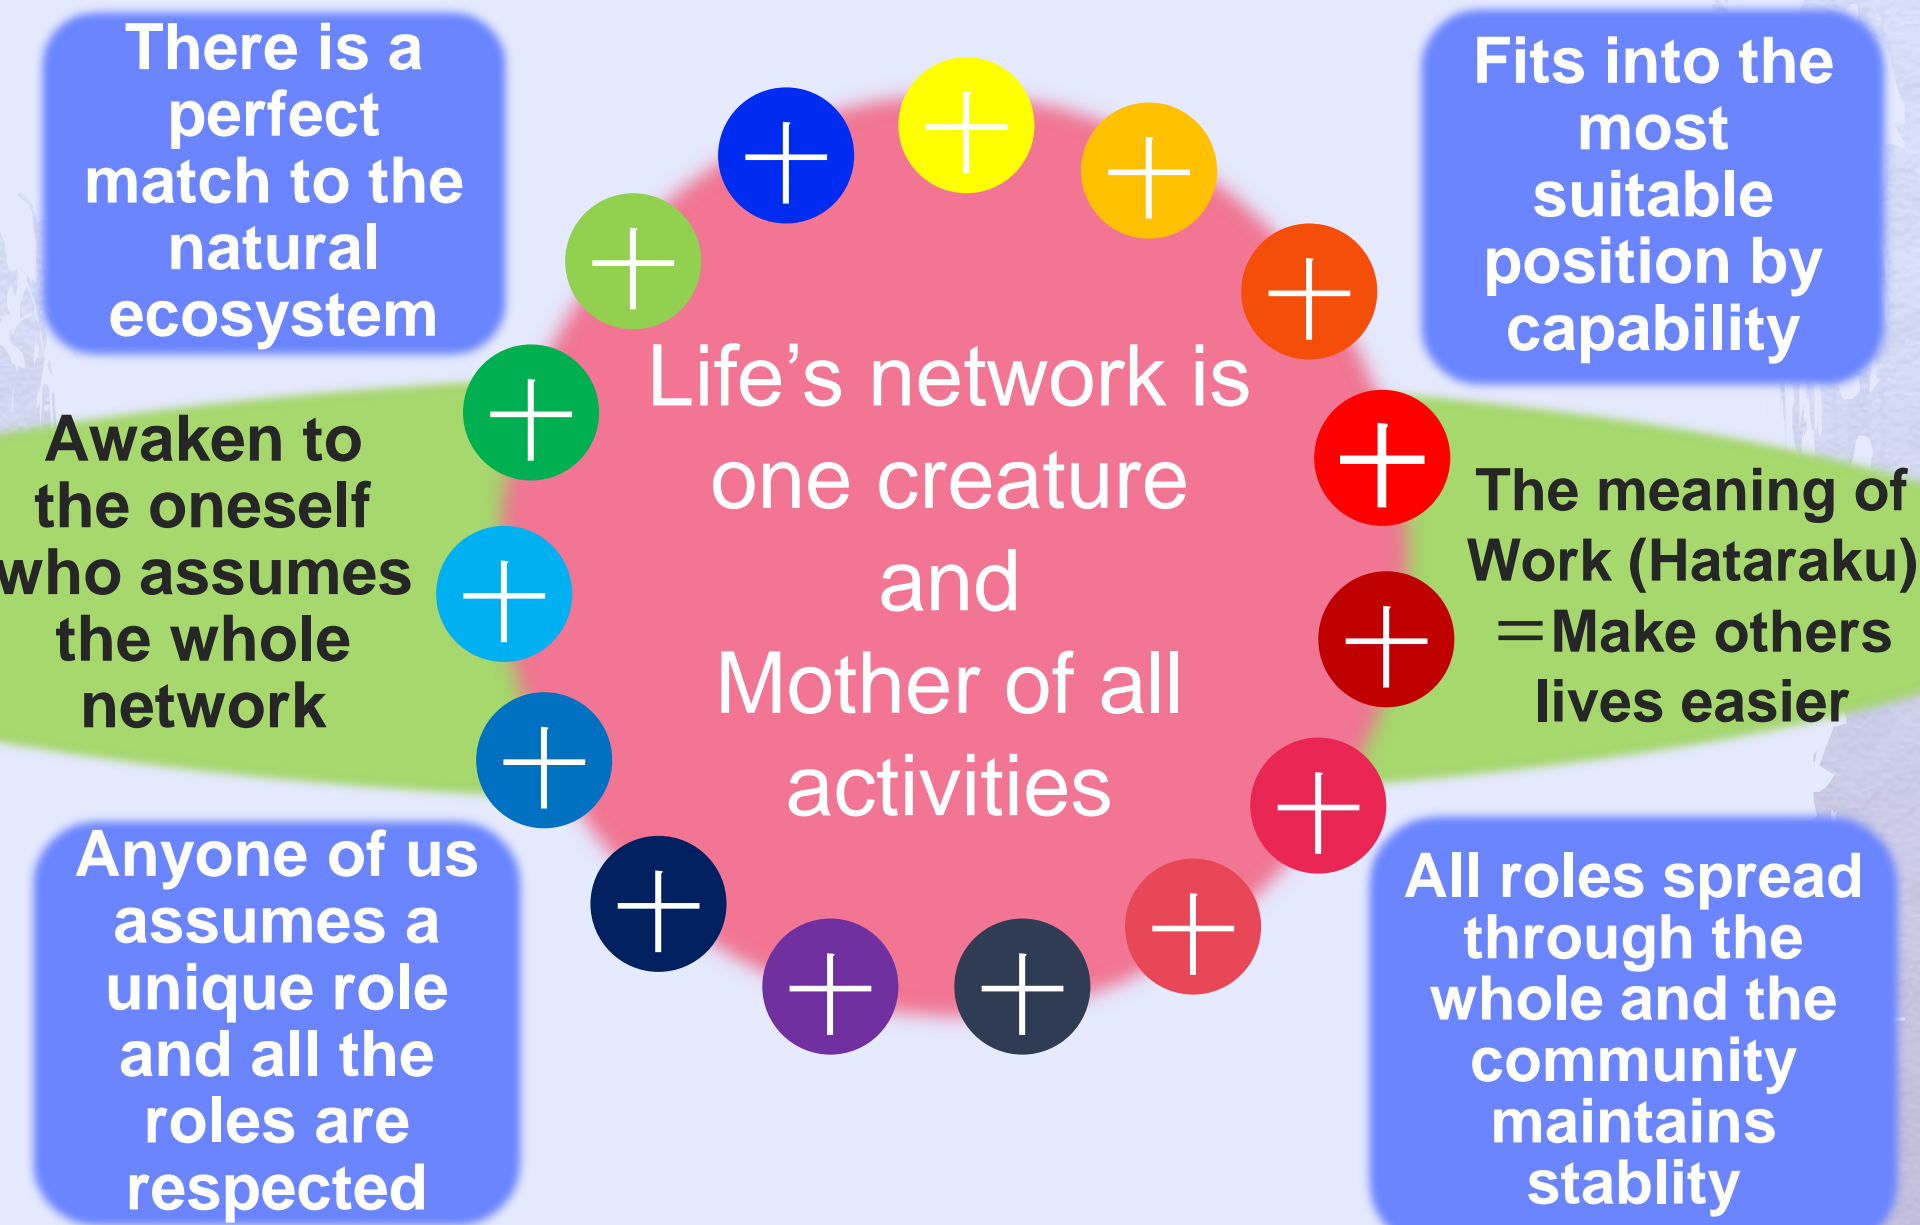 There is a
perfect
match to the
natural
ecosystem
Fits into the
most
suitable
position by
capability
Life’s network is
one creature
and
Mother of all
activities
Awaken to
the oneself
who assumes
the whole
network
The meaning of
Work (Hataraku)
＝Make others
lives easier
Anyone of us
assumes a
unique role
and all the
roles are
respected
All roles spread
through the
whole and the
community
maintains
stablity